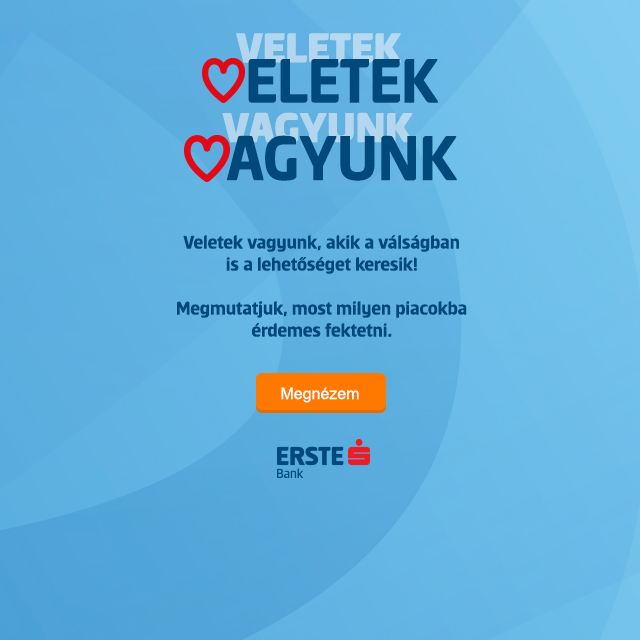 VELETEK
VELETEK
VAGYUNK
VAGYUNK
Veletek vagyunk, akik a válságban
is a lehetőséget keresik!
Megmutatjuk, most milyen piacokba
érdemes fektetni.
Megnézem
ERSTE
Bank